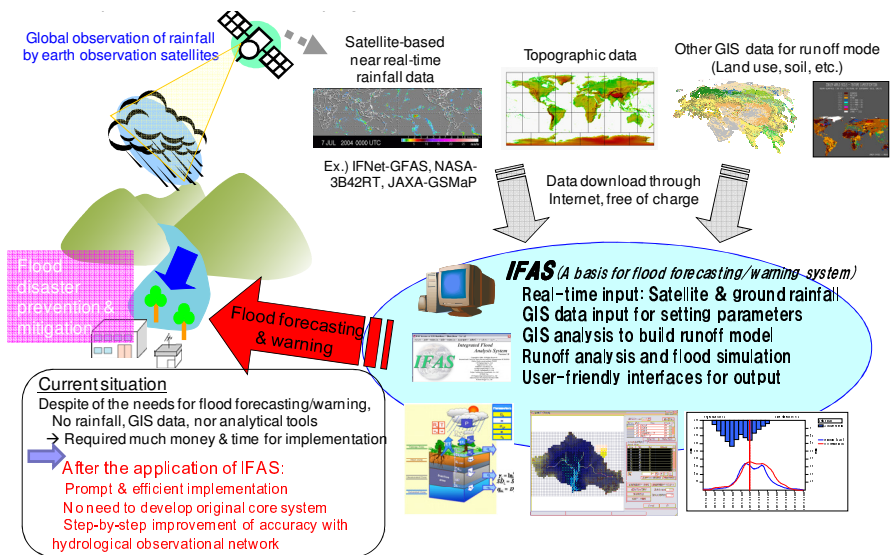 Global observation of rainfall
by earth observation satellites
Satellite-based
near real-time
rainfall data
Topographic data
Other GIS data for runoff mode
(Land use, soil, etc.)
7 JUL 2004 0000 UTC
Ex.) IFNet-GFAS, NASA-
3B42RT, JAXA-GSMaP
Data download through
Internet, free of charge
Flood
disaster
prevention &
mitigation
Flood forecasting
& warning
IFAS (A basis for flood forecasting/warning system)
Real-time input: Satellite & ground rainfall
GIS data input for setting parameters
GIS analysis to build runoff model
Runoff analysis and flood simulation
User-friendly interfaces for output
Integrated Flood
Analysis System
IFAS
Current situation
Despite of the needs for flood forecasting/warning,
No rainfall, GIS data, nor analytical tools
→ Required much money & time for implementation
After the application of IFAS:
Prompt & efficient implementation
No need to develop original core system
Step-by-step improvement of accuracy with
hydrological observational network